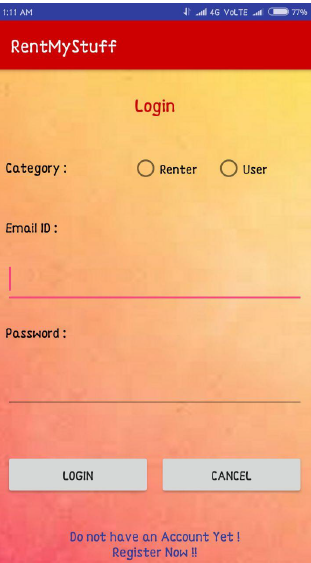 1:11 AM 4G VoLTE 77%
RentMyStuff
Login
Category : Renter User
Email ID :
Password :
LOGIN CANCEL
Do not have an Account Yet !
Register Now !!